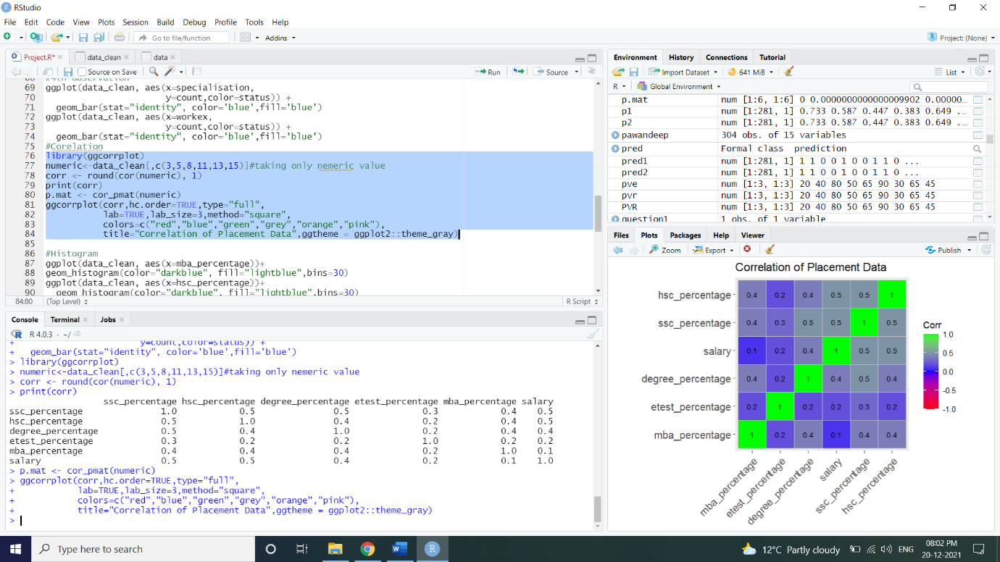 RStudio
File Edit Code View Plots Session Build Debug Profile Tools Help
Go to file/function Addins Project: (None)
Project.R* data_clean data
Source on Save Run Source
69 ggplot(data_clean, aes(x=specialisation,
70 y=count,color=status)) +
71 geom_bar(stat="identity", color='blue',fill='blue')
72 ggplot(data_clean, aes(x=workex,
73 y=count,color=status)) +
74 geom_bar(stat="identity", color='blue',fill='blue')
75 #Corelation
76 library(ggcorrplot)
77 numeric<-data_clean[,c(3,5,8,11,13,15)]#taking only nemeric value
78 corr <- round(cor(numeric), 1)
79 print(corr)
80 p.mat <- cor_pmat(numeric)
81 ggcorrplot(corr,hc.order=TRUE,type="full",
82 lab=TRUE,lab_size=3,method="square",
83 colors=c("red","blue","green","grey","orange","pink"),
84 title="Correlation of Placement Data",ggtheme = ggplot2::theme_gray)
85
86 #Histogram
87 ggplot(data_clean, aes(x=mba_percentage))+
88 geom_histogram(color="darkblue", fill="lightblue",bins=30)
89 ggplot(data_clean, aes(x=hsc_percentage))+
90 geom_histogram(color="darkblue", fill="lightblue",bins=30)
84:80 (Top Level) R Script
Console Terminal Jobs
R 4.0.3 · ~/
+ y=count,color=status)) +
+ geom_bar(stat="identity", color='blue',fill='blue')
> library(ggcorrplot)
> numeric<-data_clean[,c(3,5,8,11,13,15)]#taking only nemeric value
> corr <- round(cor(numeric), 1)
> print(corr)
ssc_percentage hsc_percentage degree_percentage etest_percentage mba_percentage salary
ssc_percentage 1.0 0.5 0.5 0.3 0.4 0.5
hsc_percentage 0.5 1.0 0.4 0.2 0.4 0.5
degree_percentage 0.5 0.4 1.0 0.2 0.4 0.4
etest_percentage 0.3 0.2 0.2 1.0 0.2 0.2
mba_percentage 0.4 0.4 0.4 0.2 1.0 0.1
salary 0.5 0.5 0.4 0.2 0.1 1.0
> p.mat <- cor_pmat(numeric)
> ggcorrplot(corr,hc.order=TRUE,type="full",
+ lab=TRUE,lab_size=3,method="square",
+ colors=c("red","blue","green","grey","orange","pink"),
+ title="Correlation of Placement Data",ggtheme = ggplot2::theme_gray)
>
Environment History Connections Tutorial
Import Dataset 641 MiB List
R Global Environment
p.mat num [1:6, 1:6] 0 0.0000000000000009902 0.00000...
p1 num [1:281, 1] 0.733 0.587 0.447 0.383 0.649 ...
p2 num [1:281, 1] 0.733 0.587 0.447 0.383 0.649 ...
pawandeep 304 obs. of 15 variables
pred Formal class prediction
pred1 num [1:281, 1] 1 1 0 0 1 0 0 1 1 0 ...
pred2 num [1:281, 1] 1 1 0 0 1 0 0 1 1 0 ...
pve num [1:3, 1:3] 20 40 80 50 65 90 30 65 45
pvr num [1:3, 1:3] 20 40 80 50 65 90 30 65 45
PVR num [1:3, 1:3] 20 40 80 50 65 90 30 65 45
question1 1 obs. of 1 variable
Files Plots Packages Help Viewer
Zoom Export Publish
Correlation of Placement Data
hsc_percentage 0.4 0.2 0.4 0.5 0.5 1
ssc_percentage 0.4 0.3 0.5 0.5 1 0.5
salary 0.1 0.2 0.4 1 0.5 0.5
degree_percentage 0.4 0.2 1 0.4 0.5 0.4
etest_percentage 0.2 1 0.2 0.2 0.3 0.2
mba_percentage 1 0.2 0.4 0.1 0.4 0.4
mba_percentage etest_percentage degree_percentage salary ssc_percentage hsc_percentage
Corr
1.0
0.5
0.0
-0.5
-1.0
Type here to search
12°C Partly cloudy ENG
08:02 PM
20-12-2021